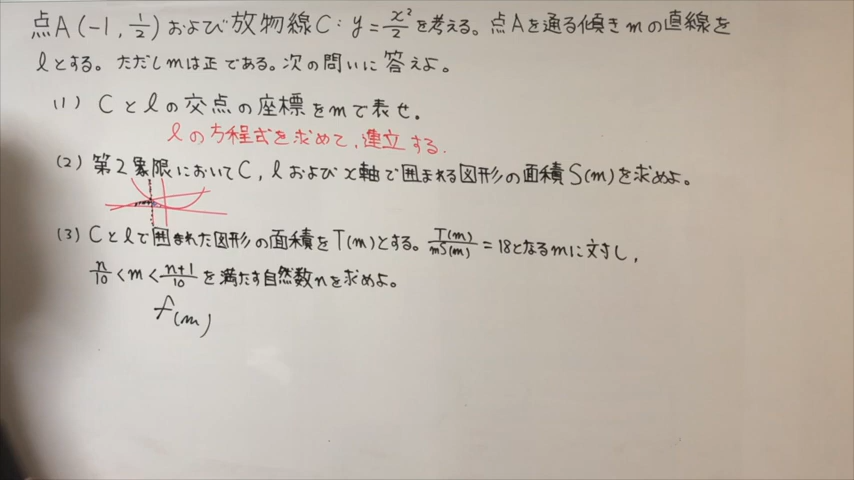 点A(-1, 1/2)および放物線C: y = x²/2 を考える。点Aを通る傾きmの直線を
lとする。ただしmは正である。次の問いに答えよ。
(1) Cとlの交点の座標をmで表せ。
lの方程式を求めて、連立する.
(2) 第2象限においてC, lおよびx軸で囲まれる図形の面積S(m)を求めよ。
(3) Cとlで囲まれた図形の面積をT(m)とする。T(m)/mS(m) = 18となるmに対し,
n/10 < m < n+1/10 を満たす自然数nを求めよ。
f(m)